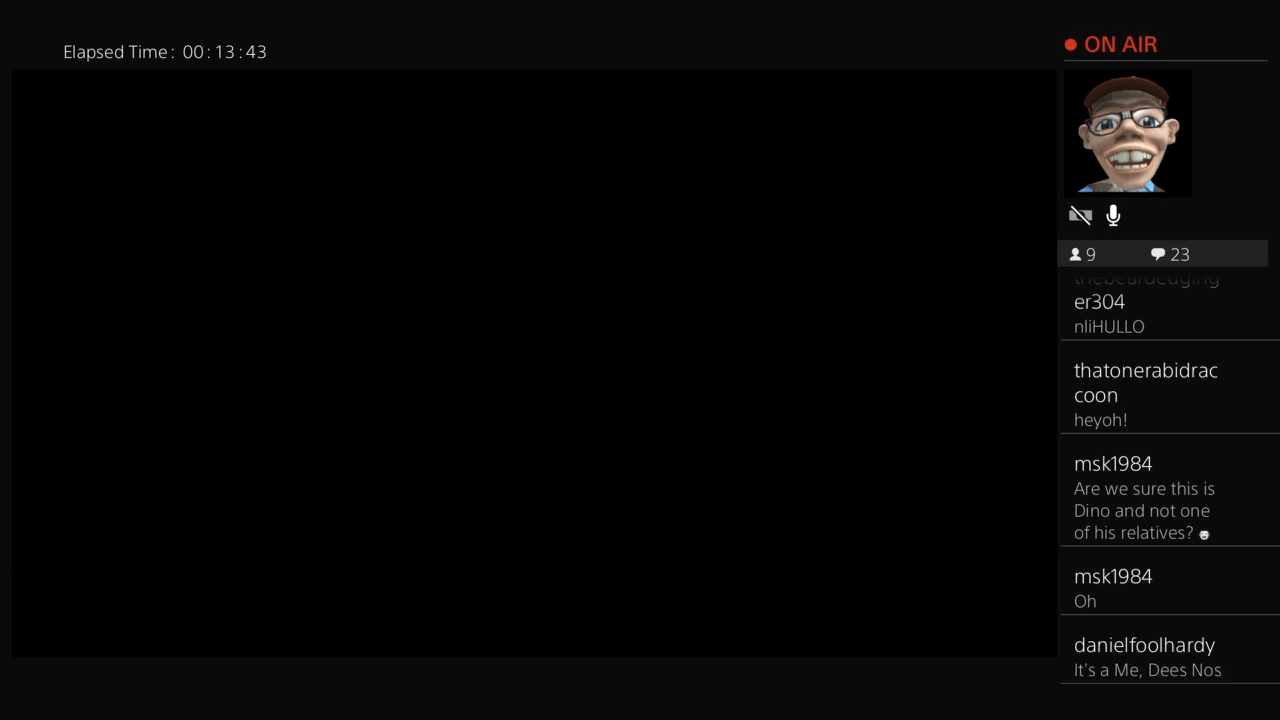 Elapsed Time: 00:13:43
ON AIR
9
23
thebeardedging
er304
nliHULLO
thatonerabidrac
coon
heyoh!
msk1984
Are we sure this is
Dino and not one
of his relatives?
msk1984
Oh
danielfoolhardy
It's a Me, Dees Nos